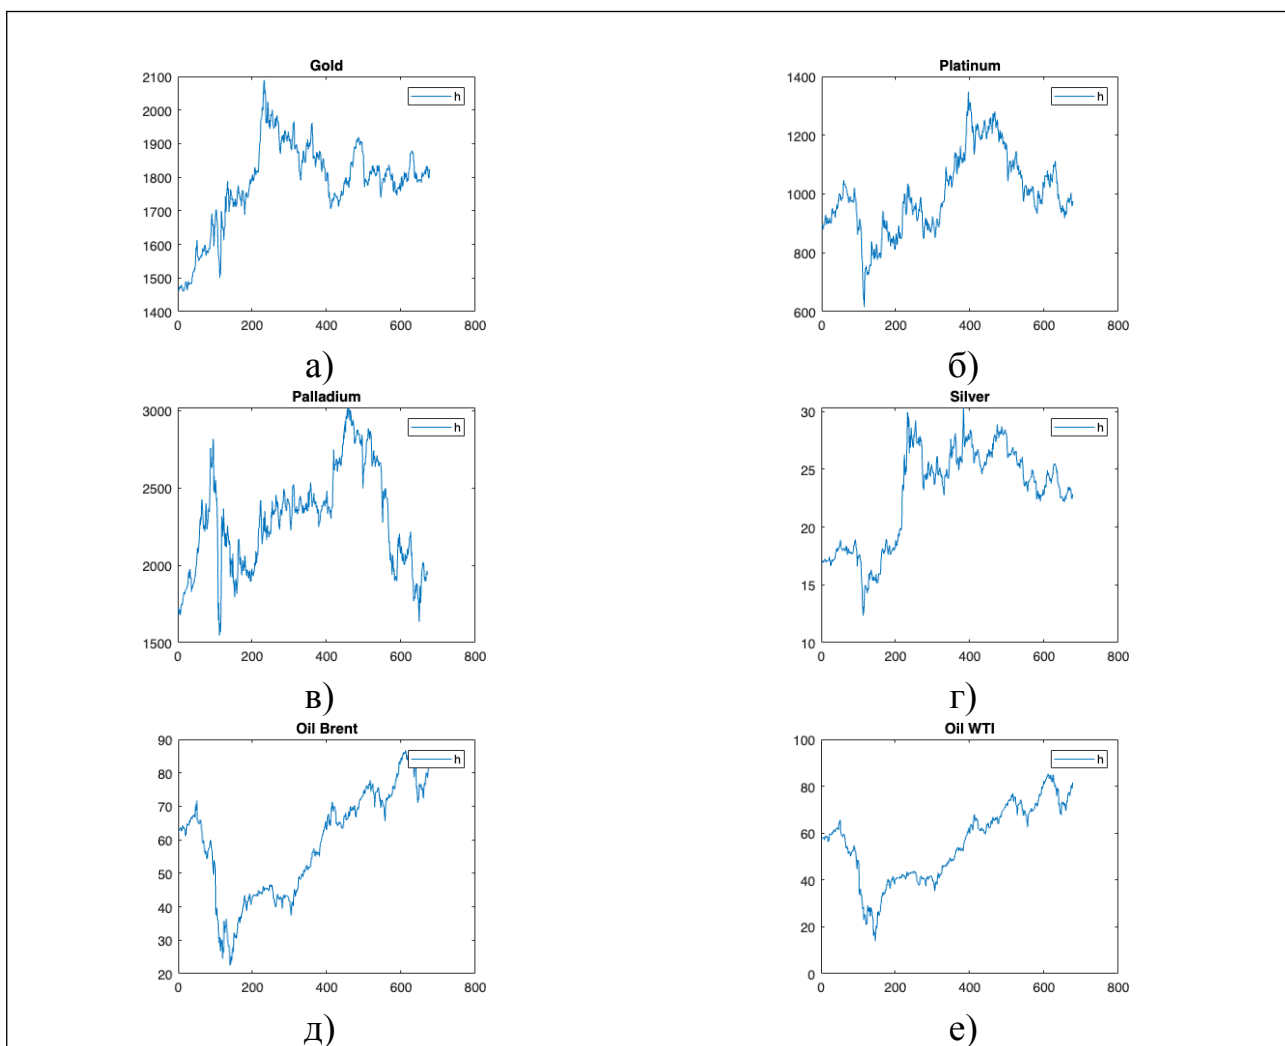 Gold
2100
2000
1900
1800
1700
1600
1500
1400
0 200 400 600 800
h
а)
Platinum
1400
1200
1000
800
600
0 200 400 600 800
h
б)
Palladium
3000
2500
2000
1500
0 200 400 600 800
h
в)
Silver
30
25
20
15
10
0 200 400 600 800
h
г)
Oil Brent
90
80
70
60
50
40
30
20
0 200 400 600 800
h
д)
Oil WTI
100
80
60
40
20
0
0 200 400 600 800
h
е)